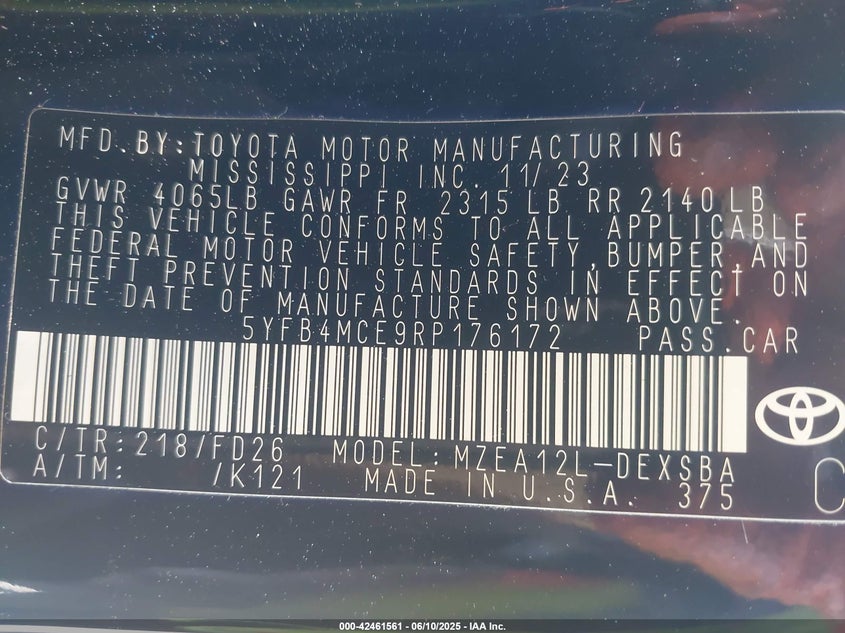 MFD.BY:TOYOTA MOTOR MANUFACTURING
MISSISSIPPI INC. 11/23
GVWR 4065LB GAWR FR 2315 LB RR 2140 LB
THIS VEHICLE CONFORMS TO ALL APPLICABLE
FEDERAL MOTOR VEHICLE SAFETY,BUMPER,AND
THEFT PREVENTION STANDARDS IN EFFECT ON
THE DATE OF MANUFACTURE SHOWN ABOVE.
5YFB4MCE9RP176172 PASS.CAR
C/TR:218/FD26 MODEL:MZEA12L-DEXSBA
A/TM: /K121 MADE IN U.S.A. 375
C
000-42461561 - 06/10/2025 - IAA Inc.